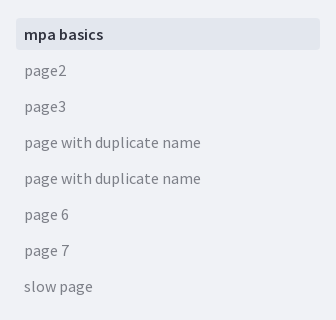 mpa basics
page2
page3
page with duplicate name
page with duplicate name
page 6
page 7
slow page